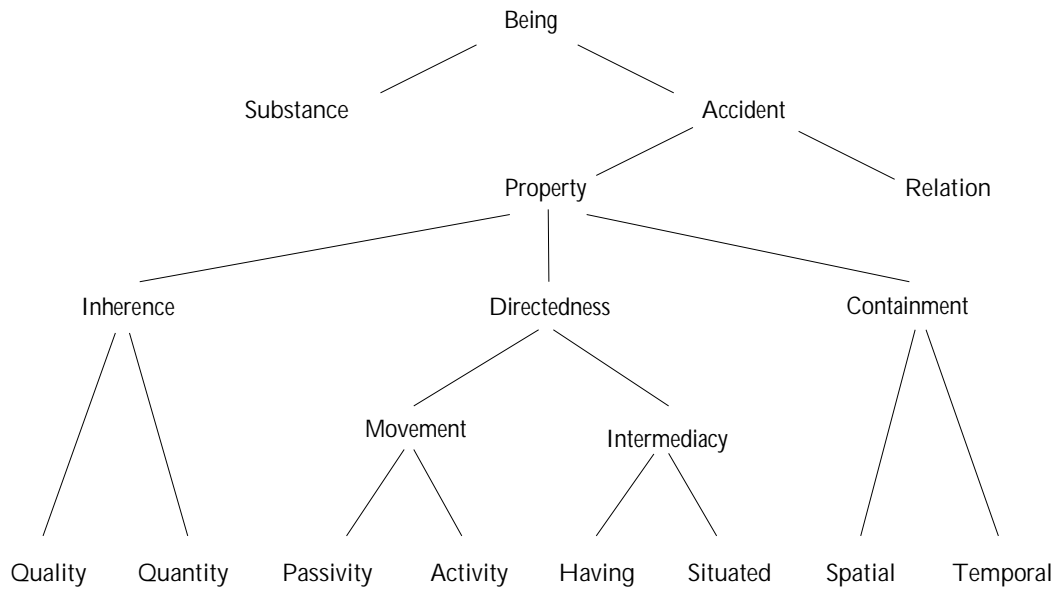 Being
Substance Accident
Property Relation
Inherence Directedness Containment
Movement Intermediacy
Quality Quantity Passivity Activity Having Situated Spatial Temporal